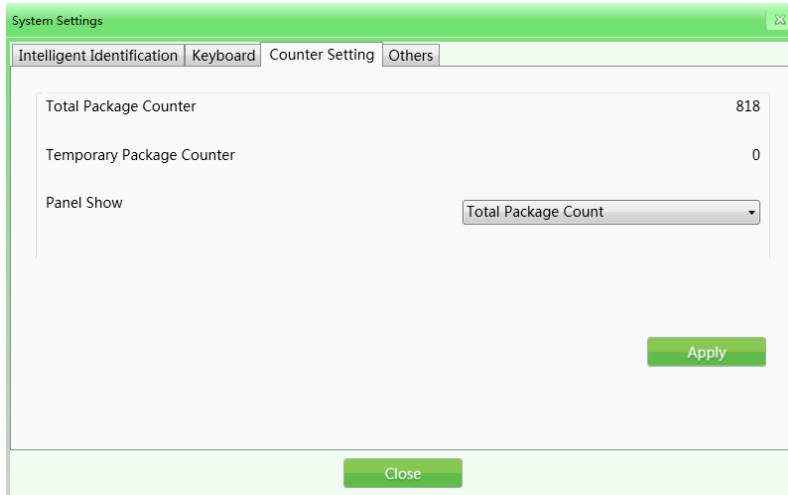 System Settings
Intelligent Identification Keyboard Counter Setting Others
Total Package Counter 818
Temporary Package Counter 0
Panel Show Total Package Count
Apply
Close